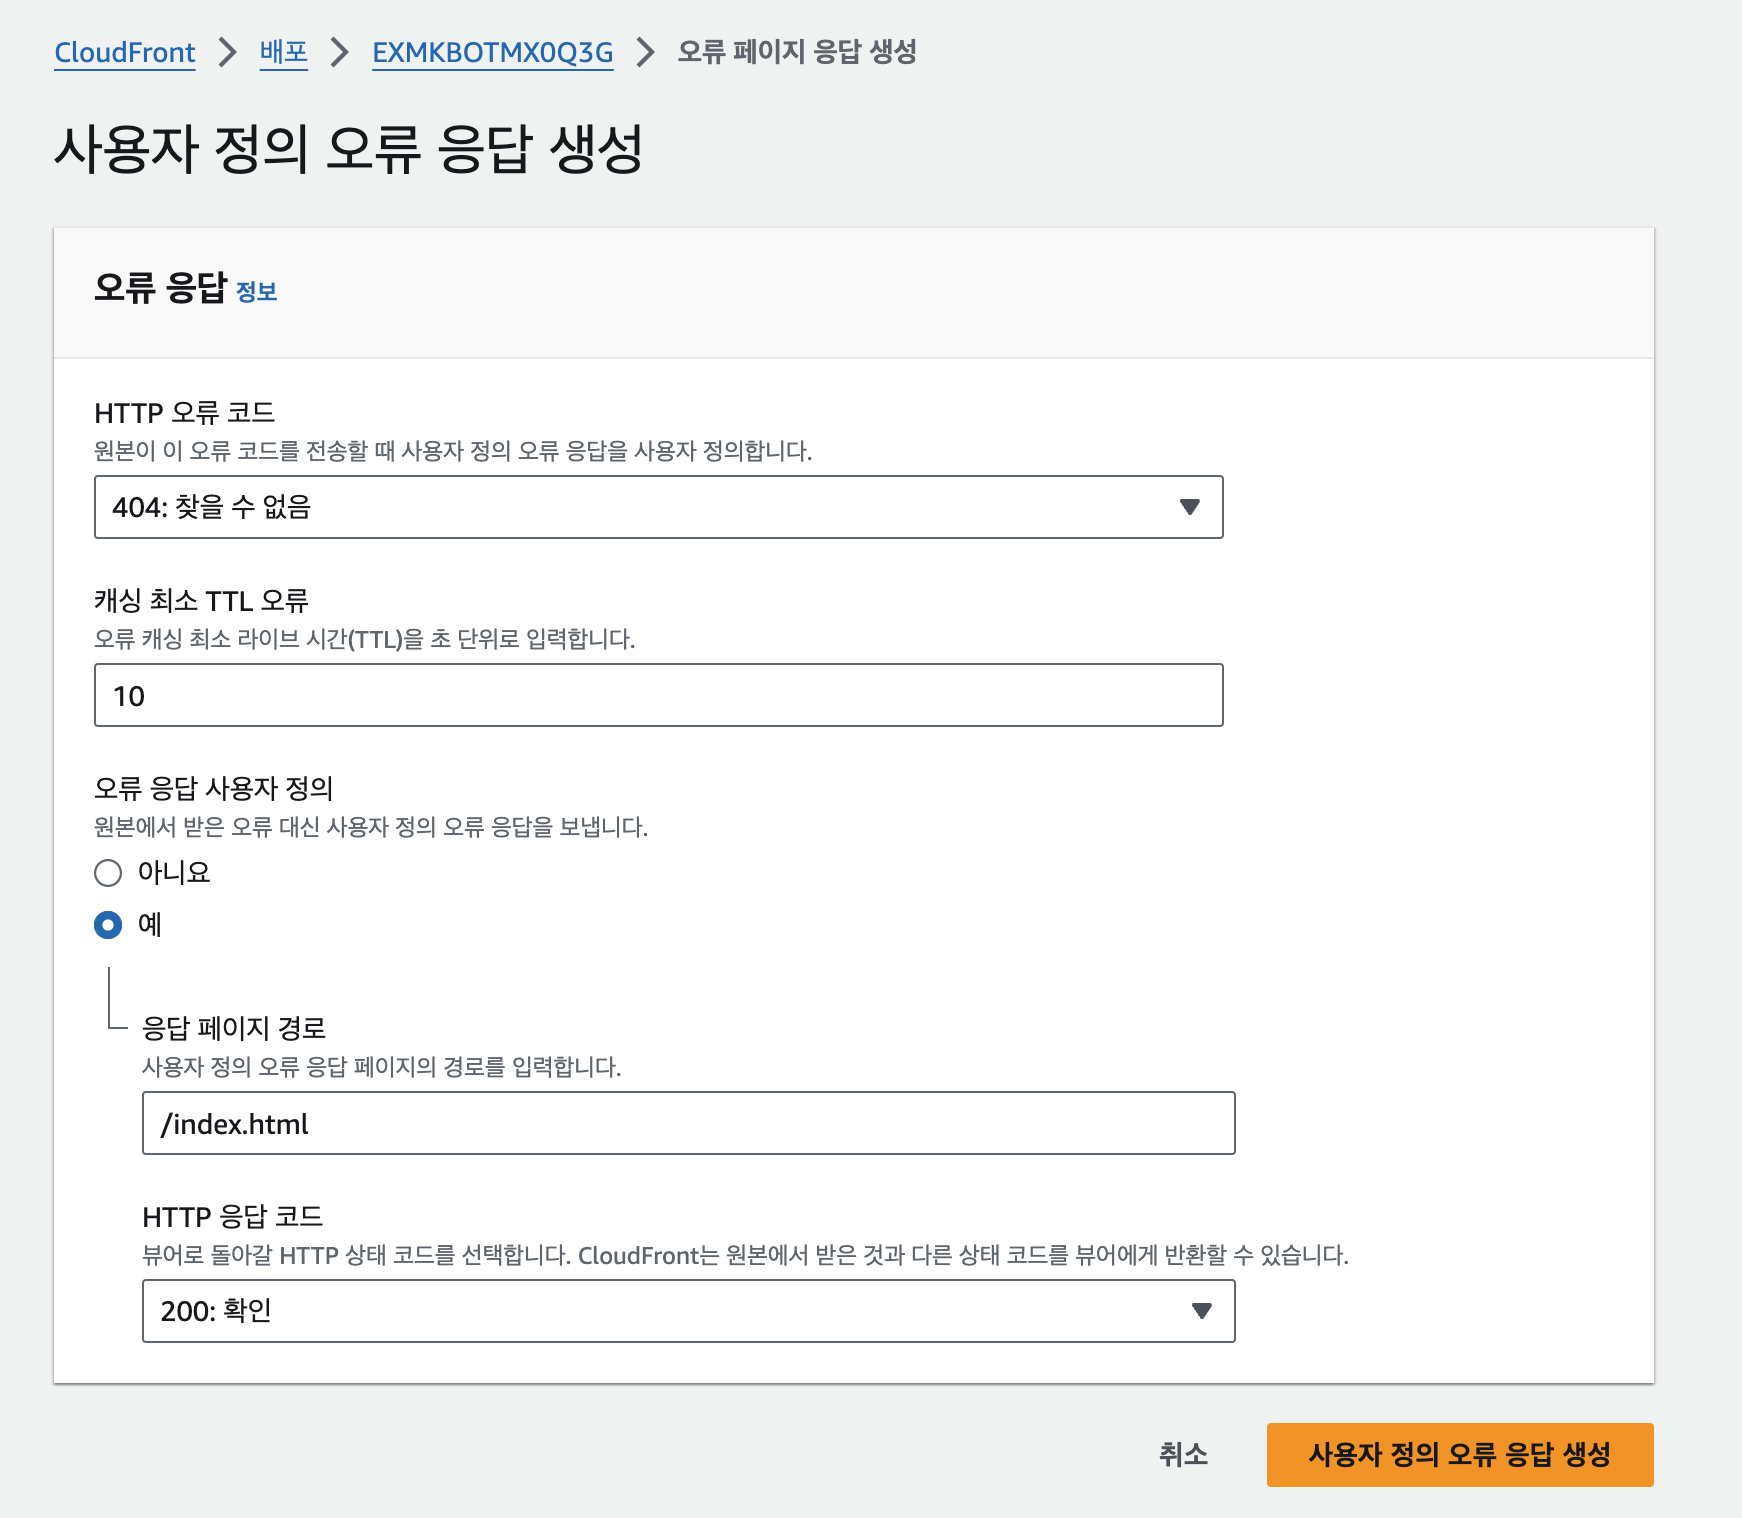 CloudFront > 배포 > EXMKBOTMX0Q3G > 오류 페이지 응답 생성
사용자 정의 오류 응답 생성
오류 응답 정보
HTTP 오류 코드
원본이 이 오류 코드를 전송할 때 사용자 정의 오류 응답을 사용자 정의합니다.
404: 찾을 수 없음
캐싱 최소 TTL 오류
오류 캐싱 최소 라이브 시간(TTL)을 초 단위로 입력합니다.
10
오류 응답 사용자 정의
원본에서 받은 오류 대신 사용자 정의 오류 응답을 보냅니다.
아니요
예
응답 페이지 경로
사용자 정의 오류 응답 페이지의 경로를 입력합니다.
/index.html
HTTP 응답 코드
뷰어로 돌아갈 HTTP 상태 코드를 선택합니다. CloudFront는 원본에서 받은 것과 다른 상태 코드를 뷰어에게 반환할 수 있습니다.
200: 확인
취소
사용자 정의 오류 응답 생성